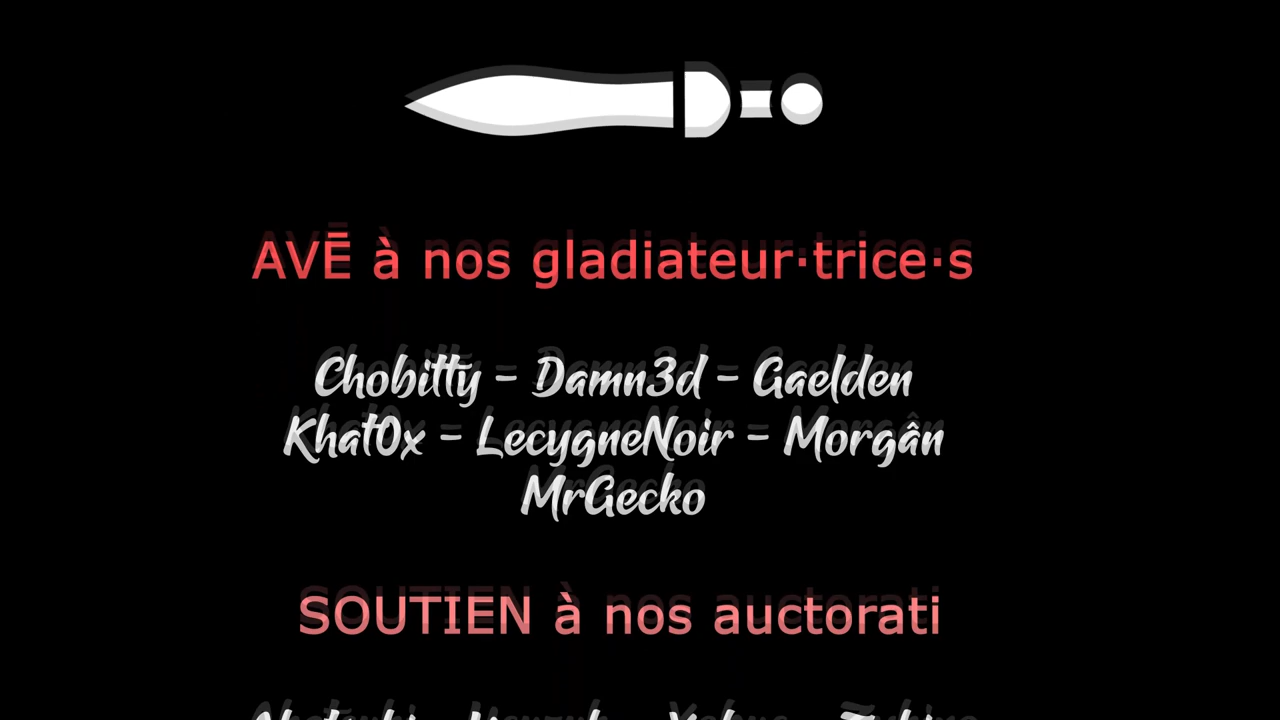 AVĒ à nos gladiateur·trice·s
Chobitty - Damn3d - Gaelden
Khat0x - LecygneNoir - Morgân
MrGecko
SOUTIEN à nos auctorati